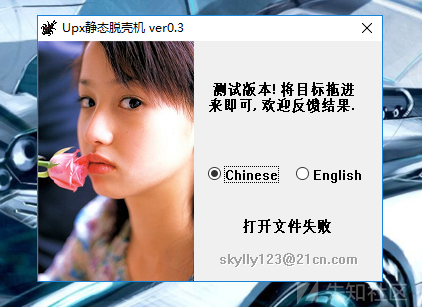 Upx静态脱壳机 ver0.3
测试版本! 将目标拖进
来即可, 欢迎反馈结果.
Chinese
English
打开文件失败
skylly123@21cn.com
先知社区